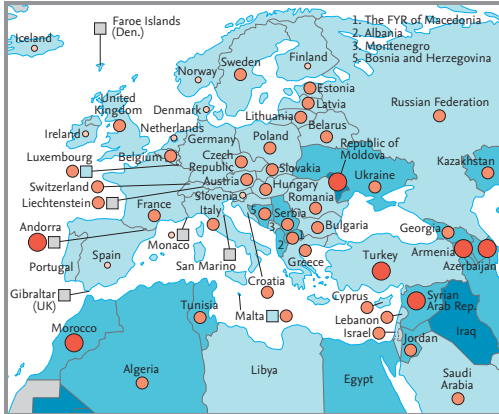 Faroe Islands
(Den.)
1. The FYR of Macedonia
2. Albania
3. Montenegro
5. Bosnia and Herzegovina
Iceland
Norway
Sweden
Finland
Estonia
Latvia
Lithuania
Russian Federation
United
Kingdom
Denmark
Ireland
Netherlands
Germany
Poland
Belarus
Republic of
Moldova
Luxembourg
Belgium
Czech
Republic
Slovakia
Ukraine
Kazakhstan
Switzerland
Austria
Hungary
Liechtenstein
Slovenia
Romania
France
Italy
5
Serbia
3
1
2
Bulgaria
Georgia
Andorra
Monaco
San Marino
Greece
Turkey
Armenia
Azerbaijan
Portugal
Spain
Croatia
Gibraltar
(UK)
Tunisia
Malta
Cyprus
Lebanon
Israel
Syrian
Arab Rep.
Iraq
Morocco
Jordan
Algeria
Libya
Egypt
Saudi
Arabia